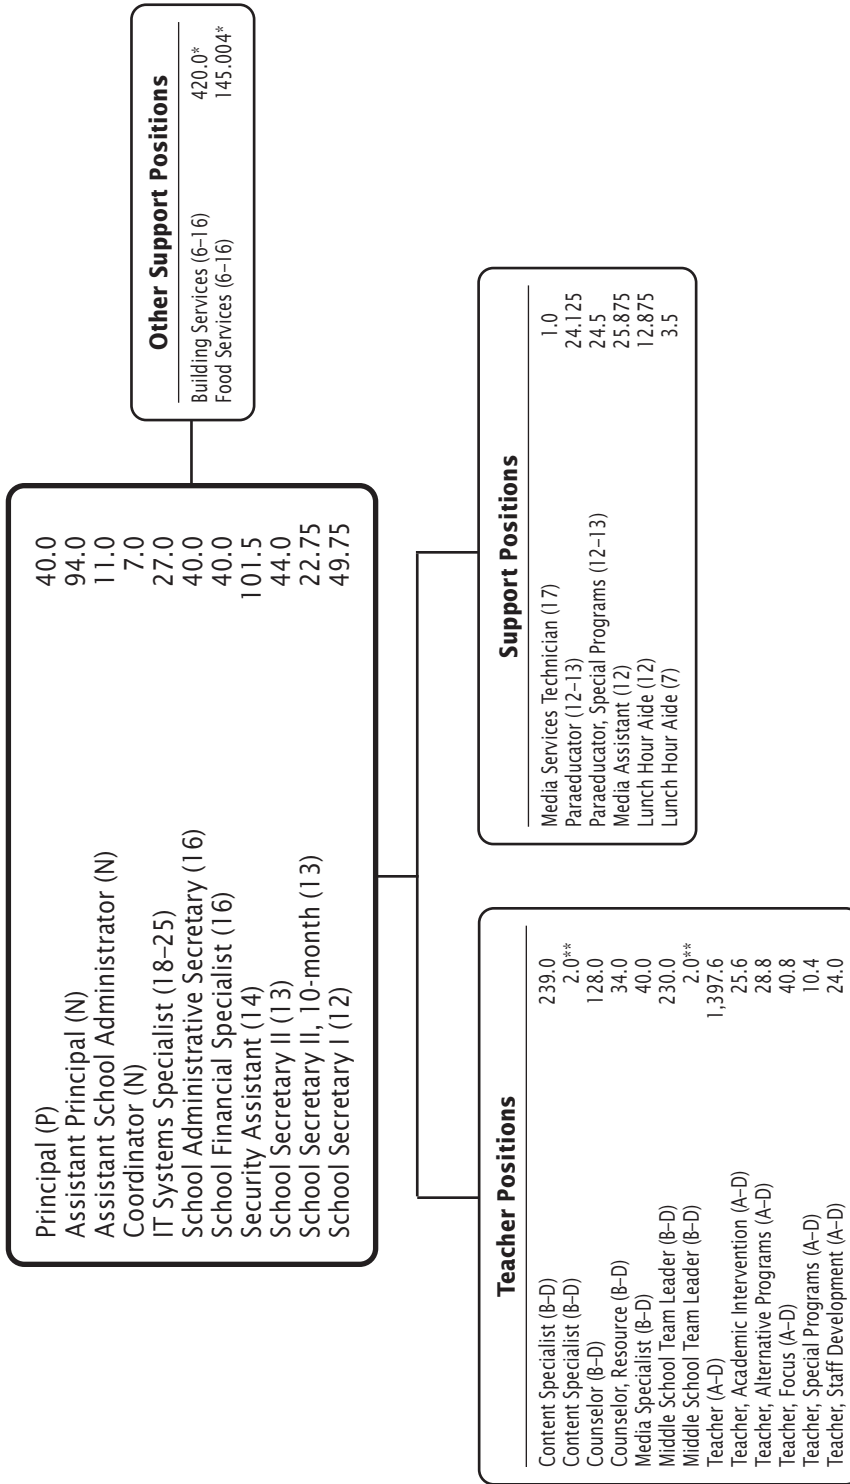 Principal (P) 40.0
Assistant Principal (N) 94.0
Assistant School Administrator (N) 11.0
Coordinator (N) 7.0
IT Systems Specialist (18–25) 27.0
School Administrative Secretary (16) 40.0
School Financial Specialist (16) 40.0
Security Assistant (14) 101.5
School Secretary II (13) 44.0
School Secretary II, 10-month (13) 22.75
School Secretary I (12) 49.75
Other Support Positions
Building Services (6–16) 420.0*
Food Services (6–16) 145.004*
Teacher Positions
Content Specialist (B–D) 239.0
Content Specialist (B–D) 2.0**
Counselor (B–D) 128.0
Counselor, Resource (B–D) 34.0
Media Specialist (B–D) 40.0
Middle School Team Leader (B–D) 230.0
Middle School Team Leader (B–D) 2.0**
Teacher (A–D) 1,397.6
Teacher, Academic Intervention (A–D) 25.6
Teacher, Alternative Programs (A–D) 28.8
Teacher, Focus (A–D) 40.8
Teacher, Special Programs (A–D) 10.4
Teacher, Staff Development (A–D) 24.0
Support Positions
Media Services Technician (17) 1.0
Paraeducator (12–13) 24.125
Paraeducator, Special Programs (12–13) 24.5
Media Assistant (12) 25.875
Lunch Hour Aide (12) 12.875
Lunch Hour Aide (7) 3.5